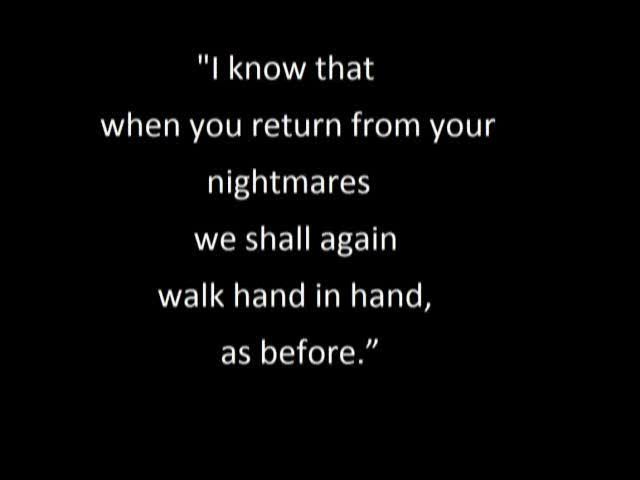 "I know that
when you return from your
nightmares
we shall again
walk hand in hand,
as before.”